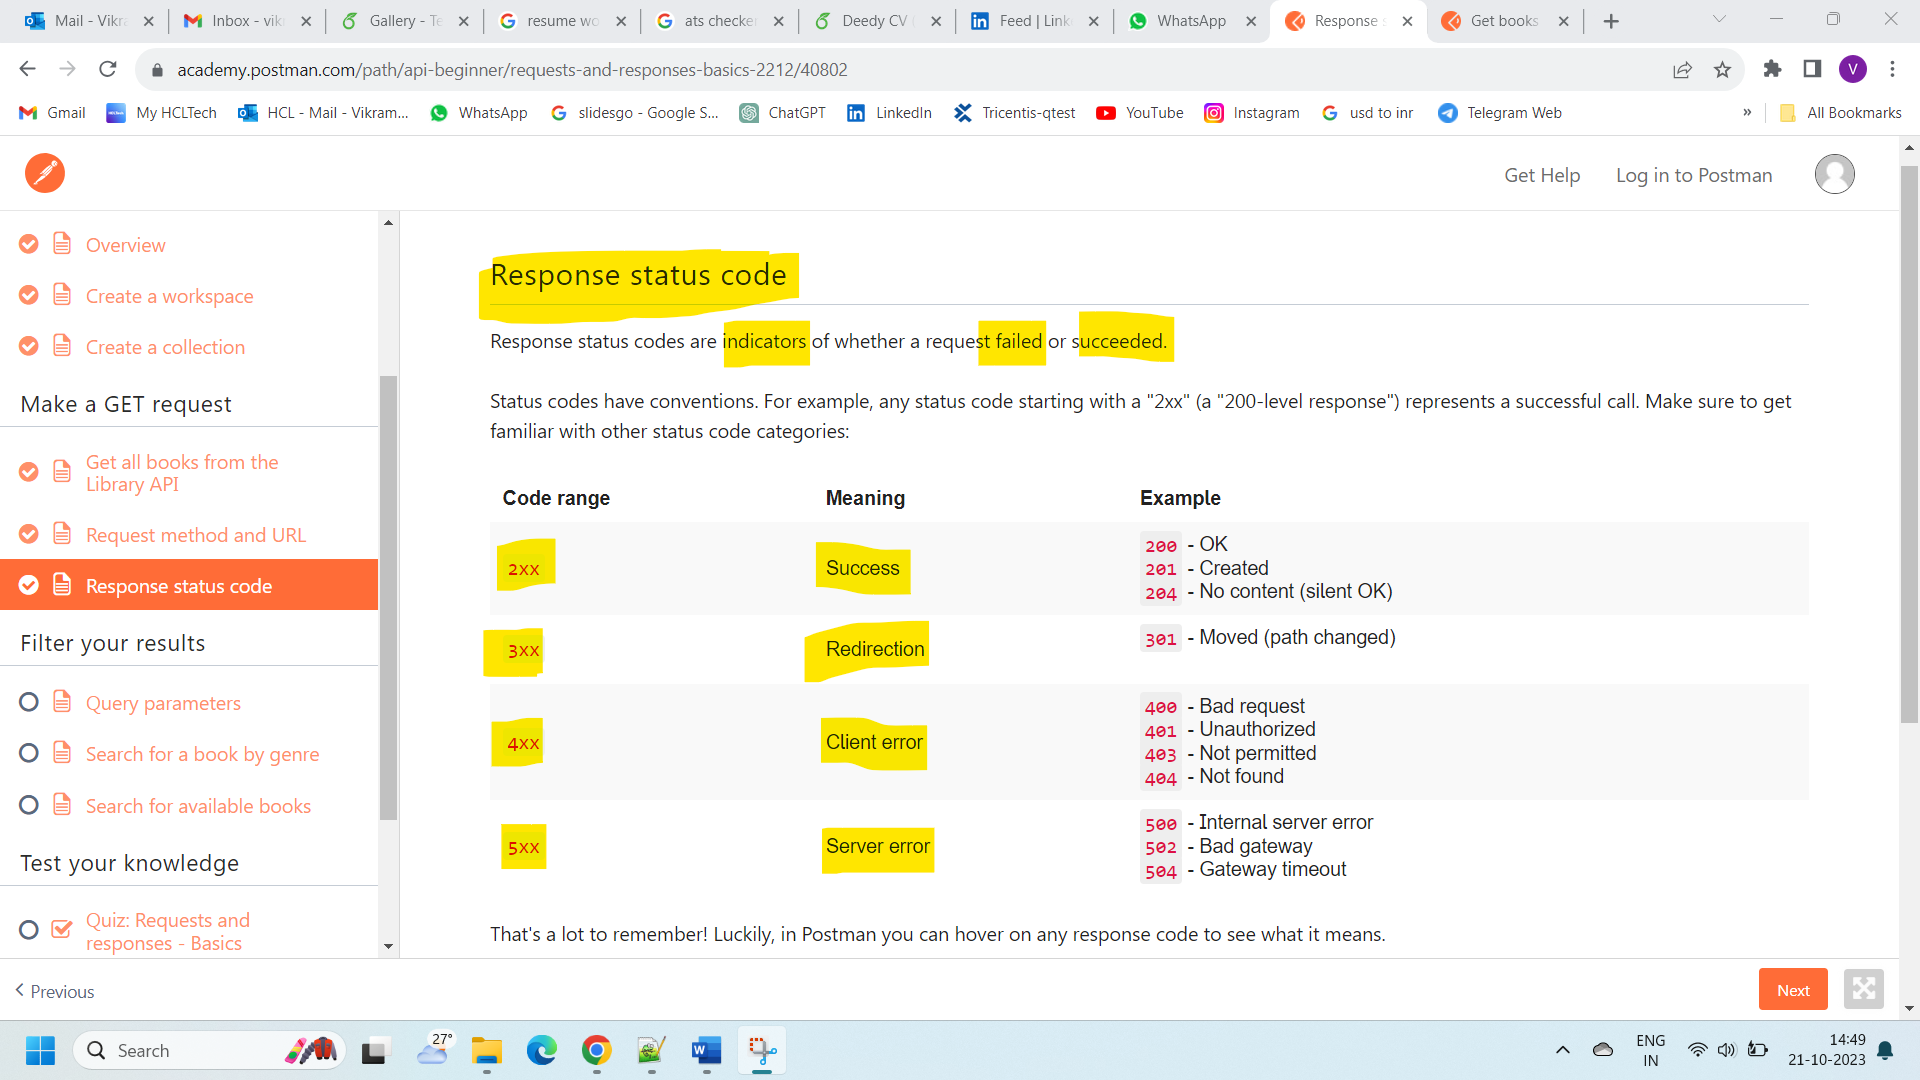 Mail - Vikra
Inbox - vik
Gallery - Te
resume wo
ats checke
Deedy CV (
Feed | Link
WhatsApp
Response s
Get books
academy.postman.com/path/api-beginner/requests-and-responses-basics-2212/40802
V
Gmail
My HCLTech
HCL - Mail - Vikram...
WhatsApp
slidesgo - Google S...
ChatGPT
LinkedIn
Tricentis-qtest
YouTube
Instagram
usd to inr
Telegram Web
»
All Bookmarks
Get Help
Log in to Postman
Overview
Create a workspace
Create a collection
Make a GET request
Get all books from the
Library API
Request method and URL
Response status code
Filter your results
Query parameters
Search for a book by genre
Search for available books
Test your knowledge
Quiz: Requests and
responses - Basics
Response status code
Response status codes are indicators of whether a request failed or succeeded.
Status codes have conventions. For example, any status code starting with a "2xx" (a "200-level response") represents a successful call. Make sure to get
familiar with other status code categories:
Code range Meaning Example
2xx Success
200 - OK
201 - Created
204 - No content (silent OK)
3xx Redirection
301 - Moved (path changed)
4xx Client error
400 - Bad request
401 - Unauthorized
403 - Not permitted
404 - Not found
5xx Server error
500 - Internal server error
502 - Bad gateway
504 - Gateway timeout
That's a lot to remember! Luckily, in Postman you can hover on any response code to see what it means.
Previous
Next
Search
27°
ENG
IN
14:49
21-10-2023